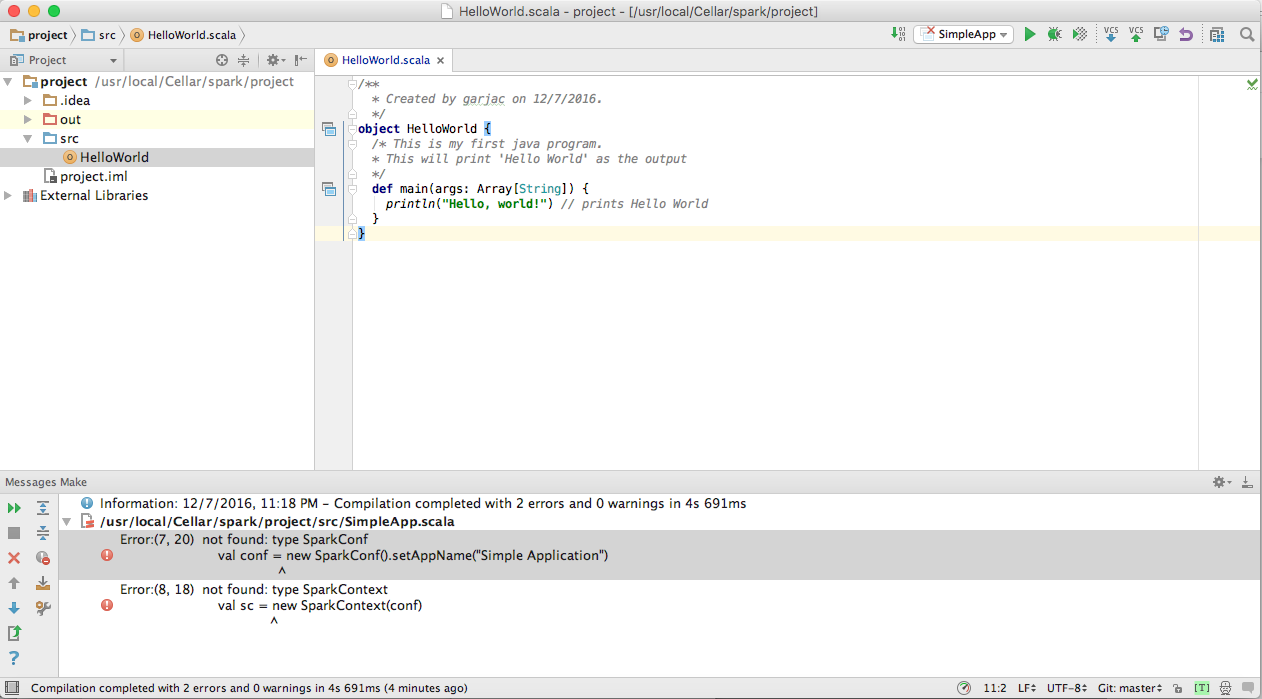 HelloWorld.scala - project - [/usr/local/Cellar/spark/project]
project src HelloWorld.scala SimpleApp VCS VCS
Project HelloWorld.scala
project /usr/local/Cellar/spark/project
.idea
out
src
HelloWorld
project.iml
External Libraries
/**
* Created by garjac on 12/7/2016.
*/
object HelloWorld {
/* This is my first java program.
* This will print 'Hello World' as the output
*/
def main(args: Array[String]) {
println("Hello, world!") // prints Hello World
}
}
Messages Make
Information: 12/7/2016, 11:18 PM - Compilation completed with 2 errors and 0 warnings in 4s 691ms
/usr/local/Cellar/spark/project/src/SimpleApp.scala
Error:(7, 20) not found: type SparkConf
val conf = new SparkConf().setAppName("Simple Application")
^
Error:(8, 18) not found: type SparkContext
val sc = new SparkContext(conf)
^
Compilation completed with 2 errors and 0 warnings in 4s 691ms (4 minutes ago) 11:2 LF UTF-8 Git: master [T]